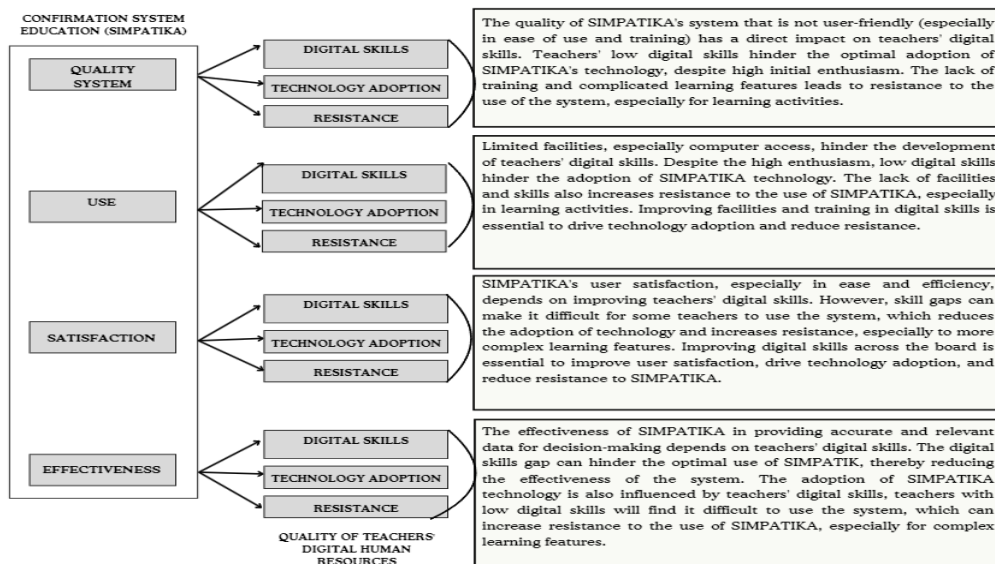 CONFIRMATION SYSTEM
EDUCATION (SIMPATIKA)
QUALITY
SYSTEM
DIGITAL SKILLS
TECHNOLOGY ADOPTION
RESISTANCE
The quality of SIMPATIKA's system that is not user-friendly (especially
in ease of use and training) has a direct impact on teachers' digital
skills. Teachers' low digital skills hinder the optimal adoption of
SIMPATIKA's technology, despite high initial enthusiasm. The lack of
training and complicated learning features leads to resistance to the
use of the system, especially for learning activities.
USE
DIGITAL SKILLS
TECHNOLOGY ADOPTION
RESISTANCE
Limited facilities, especially computer access, hinder the development
of teachers' digital skills. Despite the high enthusiasm, low digital skills
hinder the adoption of SIMPATIKA technology. The lack of facilities
and skills also increases resistance to the use of SIMPATIKA, especially
in learning activities. Improving facilities and training in digital skills is
essential to drive technology adoption and reduce resistance.
SATISFACTION
DIGITAL SKILLS
TECHNOLOGY ADOPTION
RESISTANCE
SIMPATIKA's user satisfaction, especially in ease and efficiency,
depends on improving teachers' digital skills. However, skill gaps can
make it difficult for some teachers to use the system, which reduces
the adoption of technology and increases resistance, especially to more
complex learning features. Improving digital skills across the board is
essential to improve user satisfaction, drive technology adoption, and
reduce resistance to SIMPATIKA.
EFFECTIVENESS
DIGITAL SKILLS
TECHNOLOGY ADOPTION
RESISTANCE
The effectiveness of SIMPATIKA in providing accurate and relevant
data for decision-making depends on teachers' digital skills. The digital
skills gap can hinder the optimal use of SIMPATIK, thereby reducing
the effectiveness of the system. The adoption of SIMPATIKA
technology is also influenced by teachers' digital skills, teachers with
low digital skills will find it difficult to use the system, which can
increase resistance to the use of SIMPATIKA, especially for complex
learning features.
QUALITY OF TEACHERS'
DIGITAL HUMAN
RESOURCES